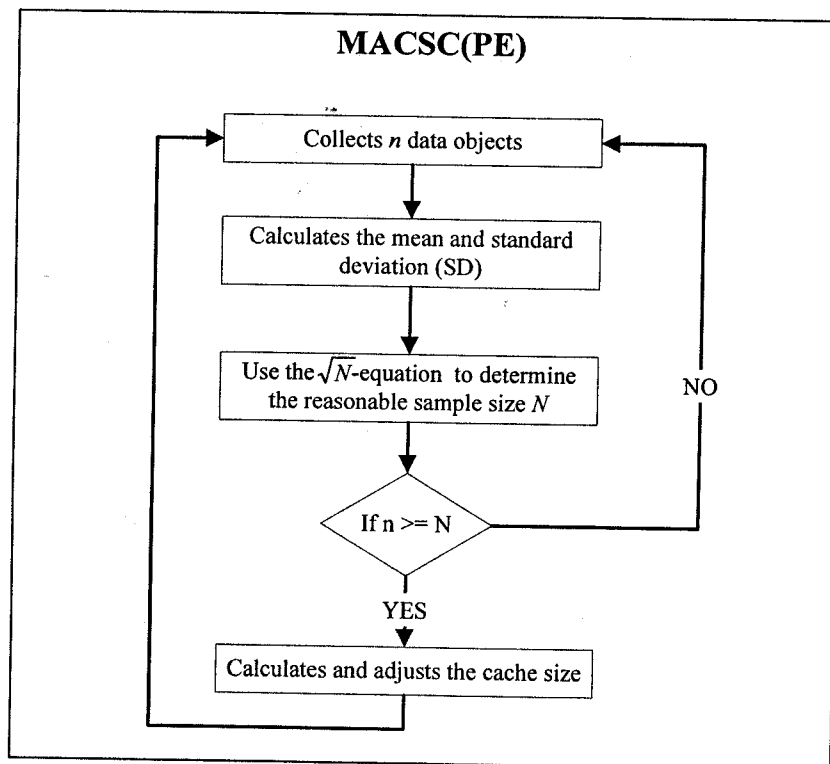 MACSC(PE)
Collects n data objects
Calculates the mean and standard
deviation (SD)
Use the √N-equation to determine
the reasonable sample size N
NO
If n >= N
YES
Calculates and adjusts the cache size